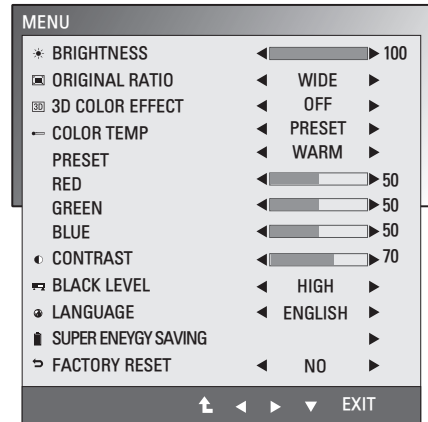 MENU
BRIGHTNESS 100
ORIGINAL RATIO WIDE
3D 3D COLOR EFFECT OFF
COLOR TEMP PRESET
PRESET WARM
RED 50
GREEN 50
BLUE 50
CONTRAST 70
BLACK LEVEL HIGH
LANGUAGE ENGLISH
SUPER ENEYGY SAVING
FACTORY RESET NO
EXIT